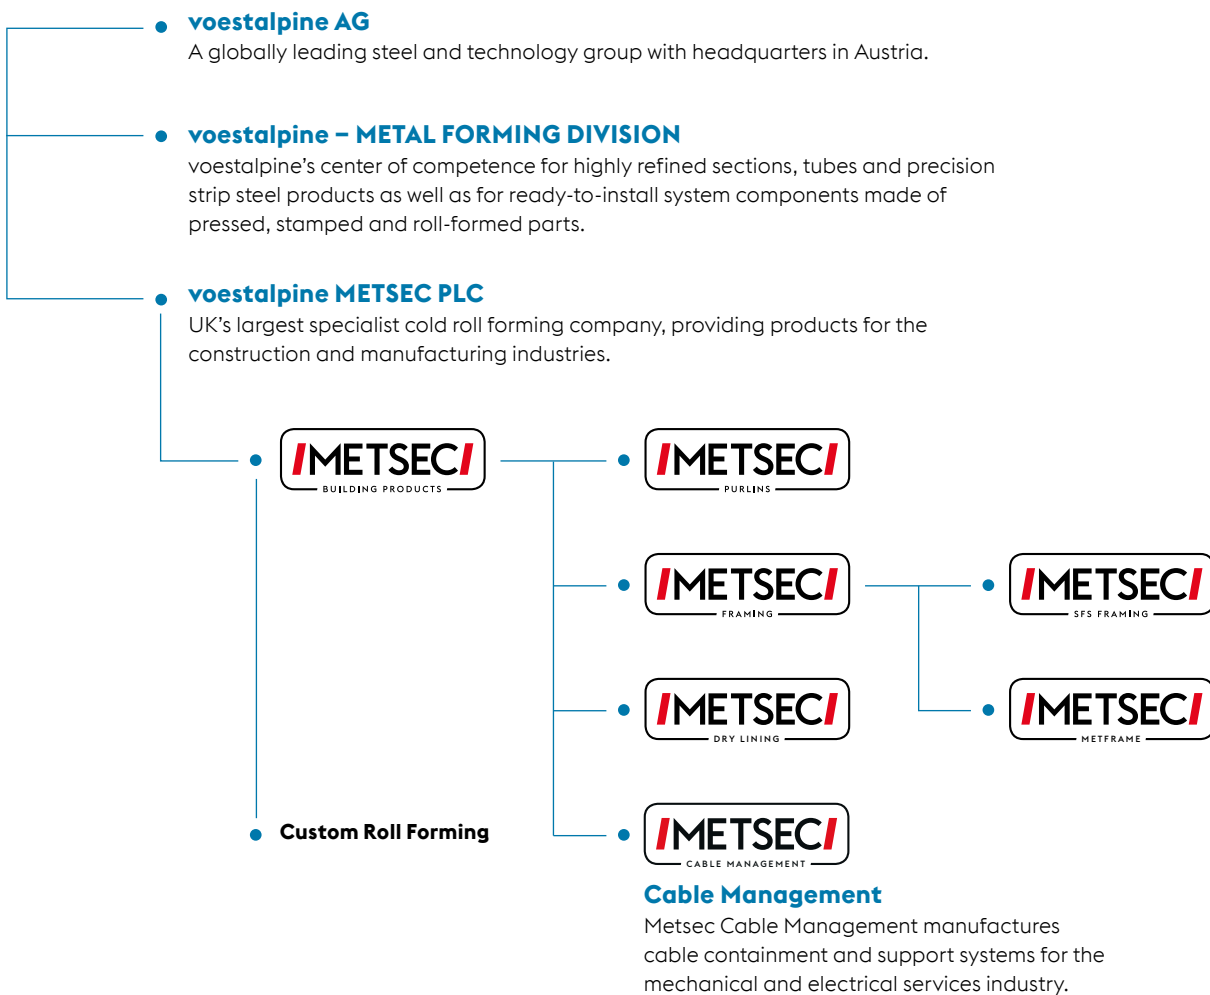 voestalpine AG
A globally leading steel and technology group with headquarters in Austria.
voestalpine – METAL FORMING DIVISION
voestalpine’s center of competence for highly refined sections, tubes and precision
strip steel products as well as for ready-to-install system components made of
pressed, stamped and roll-formed parts.
voestalpine METSEC PLC
UK’s largest specialist cold roll forming company, providing products for the
construction and manufacturing industries.
METSEC
BUILDING PRODUCTS
METSEC
PURLINS
METSEC
FRAMING
METSEC
SFS FRAMING
METSEC
DRY LINING
METSEC
METFRAME
Custom Roll Forming
METSEC
CABLE MANAGEMENT
Cable Management
Metsec Cable Management manufactures
cable containment and support systems for the
mechanical and electrical services industry.